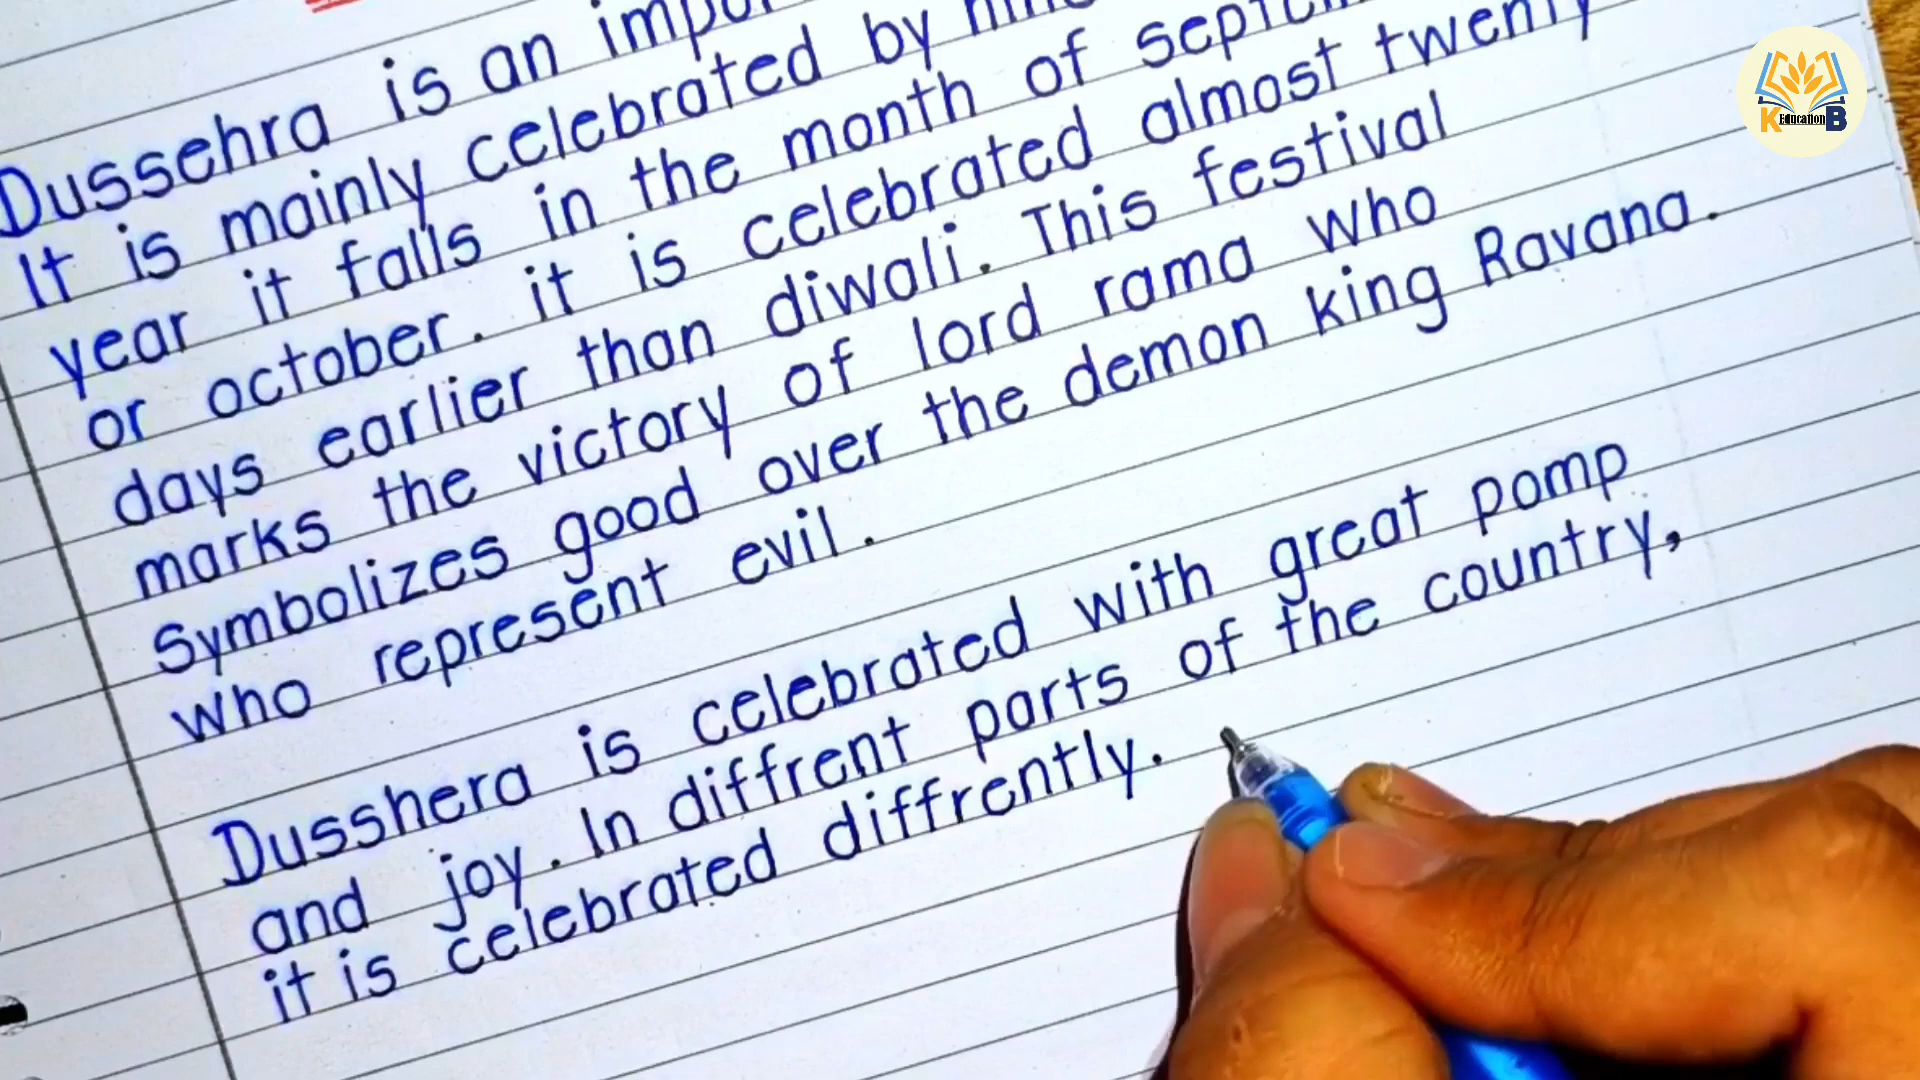 Dussehra is an
It is mainly celebrated by
year it falls in the month of
or october. it is celebrated almost twenty
days earlier than diwali. This festival
marks the victory of lord rama who
Symbolizes good over the demon king Ravana.
who represent evil.
Dusshera is celebrated with great pomp
and joy. In diffrent parts of the country,
it is celebrated diffrently.
K Education B